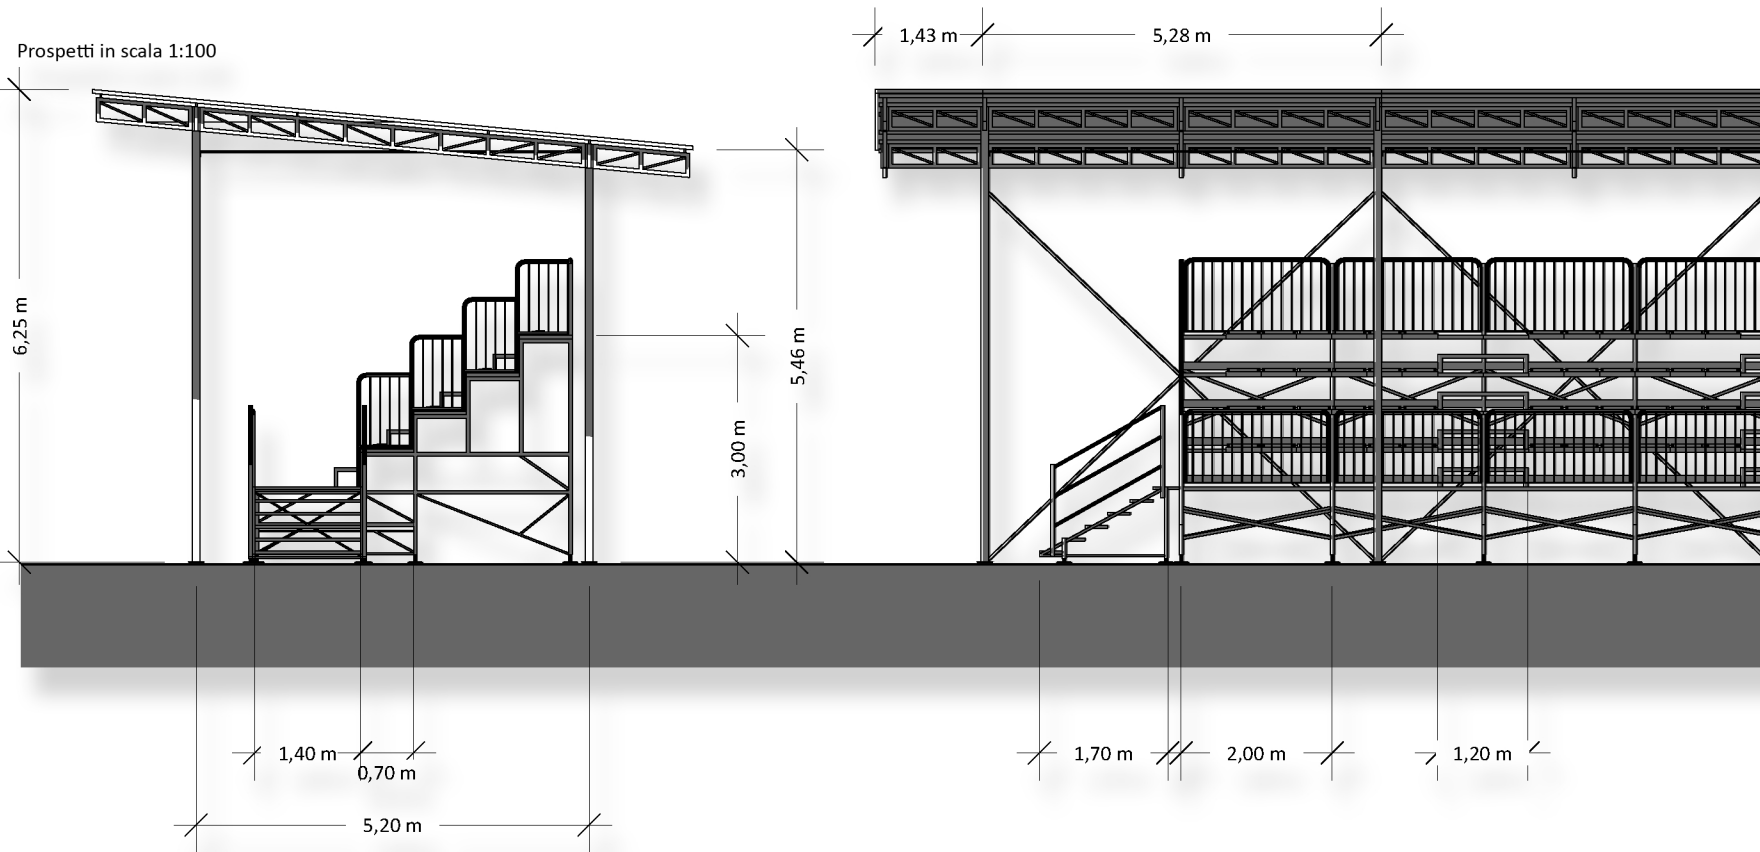 1,43 m
5,28 m
Prospetti in scala 1:100
6,25 m
5,46 m
3,00 m
1,40 m
0,70 m
1,70 m
2,00 m
1,20 m
5,20 m